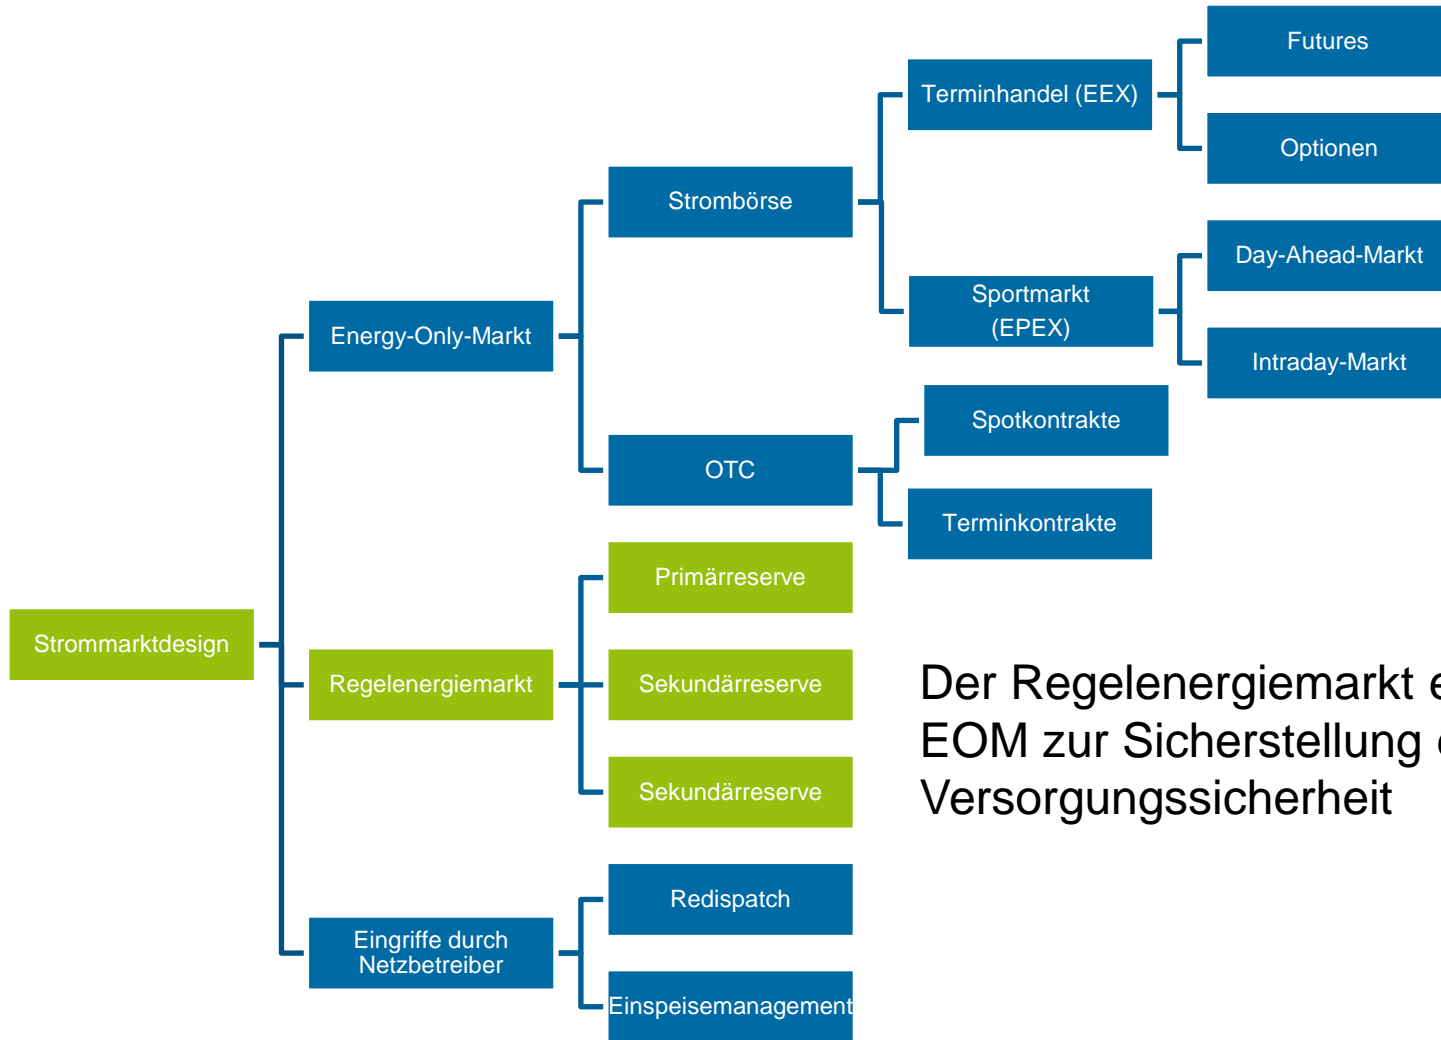 Futures
Terminhandel (EEX)
Optionen
Strombörse
Day-Ahead-Markt
Sportmarkt
(EPEX)
Energy-Only-Markt
Intraday-Markt
Spotkontrakte
OTC
Terminkontrakte
Primärreserve
Strommarktdesign
Regelenergiemarkt
Sekundärreserve
Sekundärreserve
Der Regelenergiemarkt
EOM zur Sicherstellung
Versorgungssicherheit
Redispatch
Eingriffe durch
Netzbetreiber
Einspeisemanagement